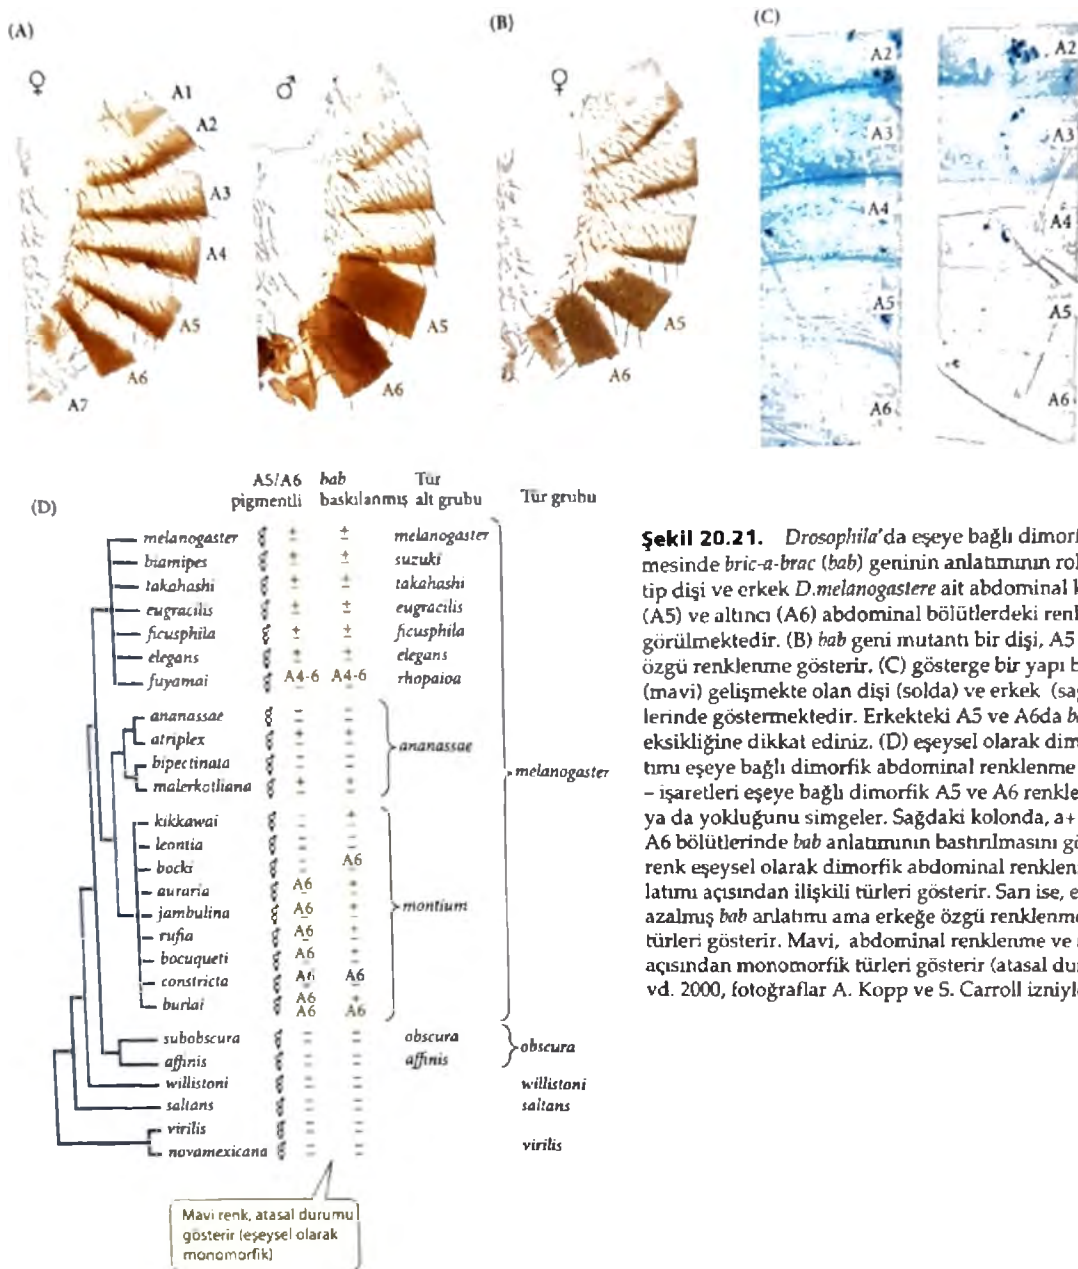 (A)
♀
A1
A2
A3
A4
A5
A6
A7
♂
A5
A6
(B)
♀
A5
A6
(C)
A2
A3
A4
A5
A6
A2
A3
A4
A5
A6
(D)
A5/A6 bab Tür
pigmentli baskılanmış alt grubu Tür grubu
melanogaster + ± melanogaster
biamipes + ± suzuki
takahashi + ± takahashi
eugracilis + ± eugracilis
ficusphila + ± ficusphila
elegans + ± elegans
fuyamai A4-6 A4-6 rhopaioa
ananassae
atriplex
bipectinata
malerkotliana
ananassae
melanogaster
kikkawai
leontia
bocki A6
auraria A6
jambulina A6
rufia A6
bocuqueti A6
constricta A6 A6
burlai A6
A6 A6
montium
subobscura obscura
affinis affinis
obscura
willistoni willistoni
saltans saltans
virilis
novamexicana
virilis
Mavi renk, atasal durumu
gösterir (eşeysel olarak
monomorfik)
Şekil 20.21. Drosophila'da eşeye bağlı dimorf
mesinde bric-a-brac (bab) geninin anlatımının rol
tip dişi ve erkek D.melanogastere ait abdominal k
(A5) ve altıncı (A6) abdominal bölütlerdeki renk
görülmektedir. (B) bab geni mutantı bir dişi, A5
özgü renklenme gösterir. (C) gösterge bir yapı b
(mavi) gelişmekte olan dişi (solda) ve erkek (sağ
lerinde göstermektedir. Erkekteki A5 ve A6da b
eksikliğine dikkat ediniz. (D) eşeysel olarak dim
tımı eşeye bağlı dimorfik abdominal renklenme
– işaretleri eşeye bağlı dimorfik A5 ve A6 renkle
ya da yokluğunu simgeler. Sağdaki kolonda, a+
A6 bölütlerinde bab anlatımının bastırılmasını gö
renk eşeysel olarak dimorfik abdominal renklen
latımı açısından ilişkili türleri gösterir. Sarı ise, e
azalmış bab anlatımı ama erkeğe özgü renklenme
türleri gösterir. Mavi, abdominal renklenme ve
açısından monomorfik türleri gösterir (atasal du
vd. 2000, fotoğraflar A. Kopp ve S. Carroll izniyl